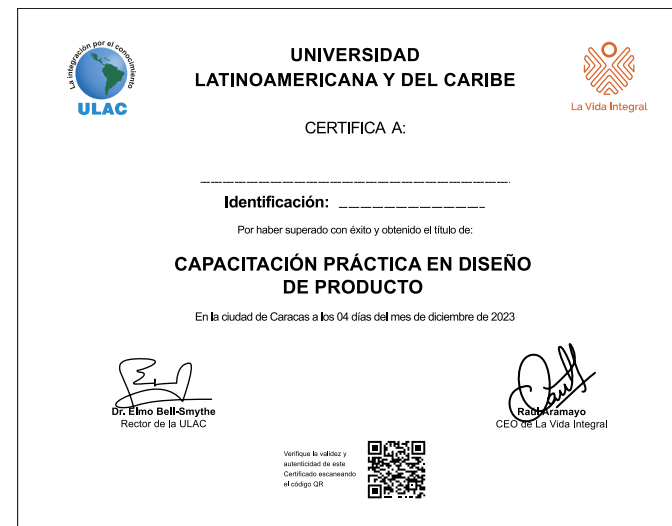 La integración por el conocimiento
ULAC
UNIVERSIDAD
LATINOAMERICANA Y DEL CARIBE
La Vida Integral
CERTIFICA A:
Identificación:
Por haber superado con éxito y obtenido el título de:
CAPACITACIÓN PRÁCTICA EN DISEÑO
DE PRODUCTO
En la ciudad de Caracas a los 04 días del mes de diciembre de 2023
Dr. Elmo Bell-Smythe
Rector de la ULAC
Raúl Aramayo
CEO de La Vida Integral
Verifique la validez y
autenticidad de este
Certificado escaneando
el código QR